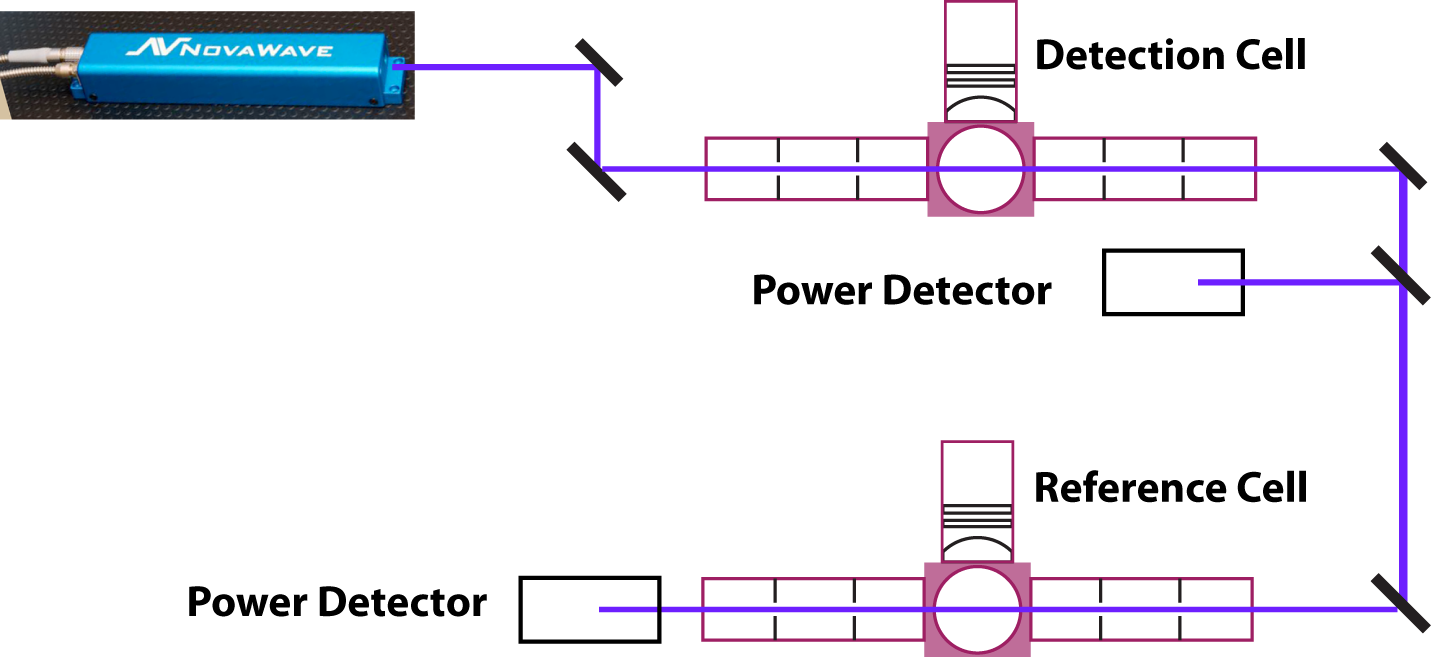 NOVAWAVE
Detection Cell
Power Detector
Reference Cell
Power Detector